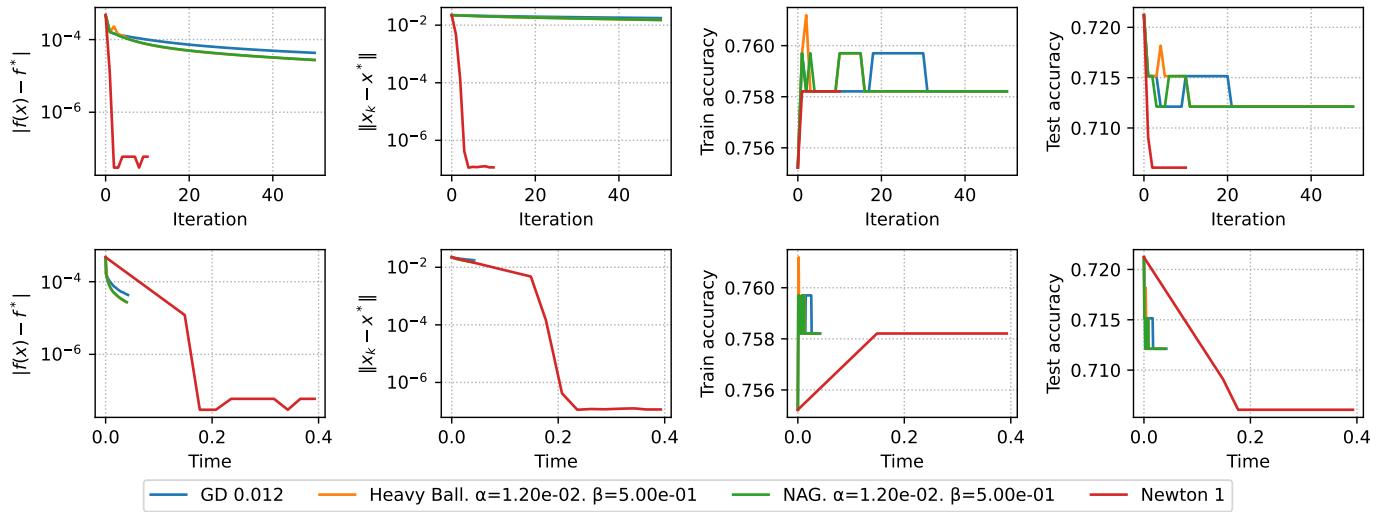 |f(x) − f*|
10⁻⁴
10⁻⁶
0 20 40
Iteration
‖x_k − x*‖
10⁻²
10⁻⁴
10⁻⁶
0 20 40
Iteration
Train accuracy
0.760
0.758
0.756
0 20 40
Iteration
Test accuracy
0.720
0.715
0.710
0 20 40
Iteration
|f(x) − f*|
10⁻⁴
10⁻⁶
0.0 0.2 0.4
Time
‖x_k − x*‖
10⁻²
10⁻⁴
10⁻⁶
0.0 0.2 0.4
Time
Train accuracy
0.760
0.758
0.756
0.0 0.2 0.4
Time
Test accuracy
0.720
0.715
0.710
0.0 0.2 0.4
Time
GD 0.012 Heavy Ball. α=1.20e-02. β=5.00e-01 NAG. α=1.20e-02. β=5.00e-01 Newton 1